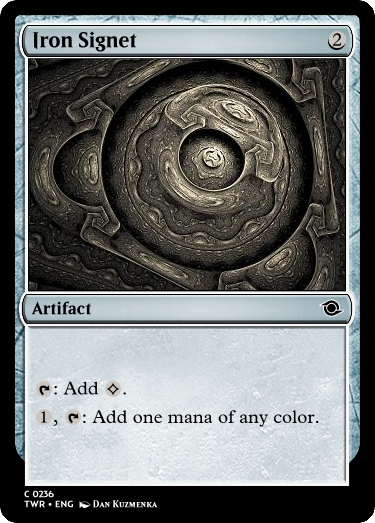 Iron Signet 2
Artifact
: Add .
1, : Add one mana of any color.
C 0236
TWR • ENG Dan Kuzmenka